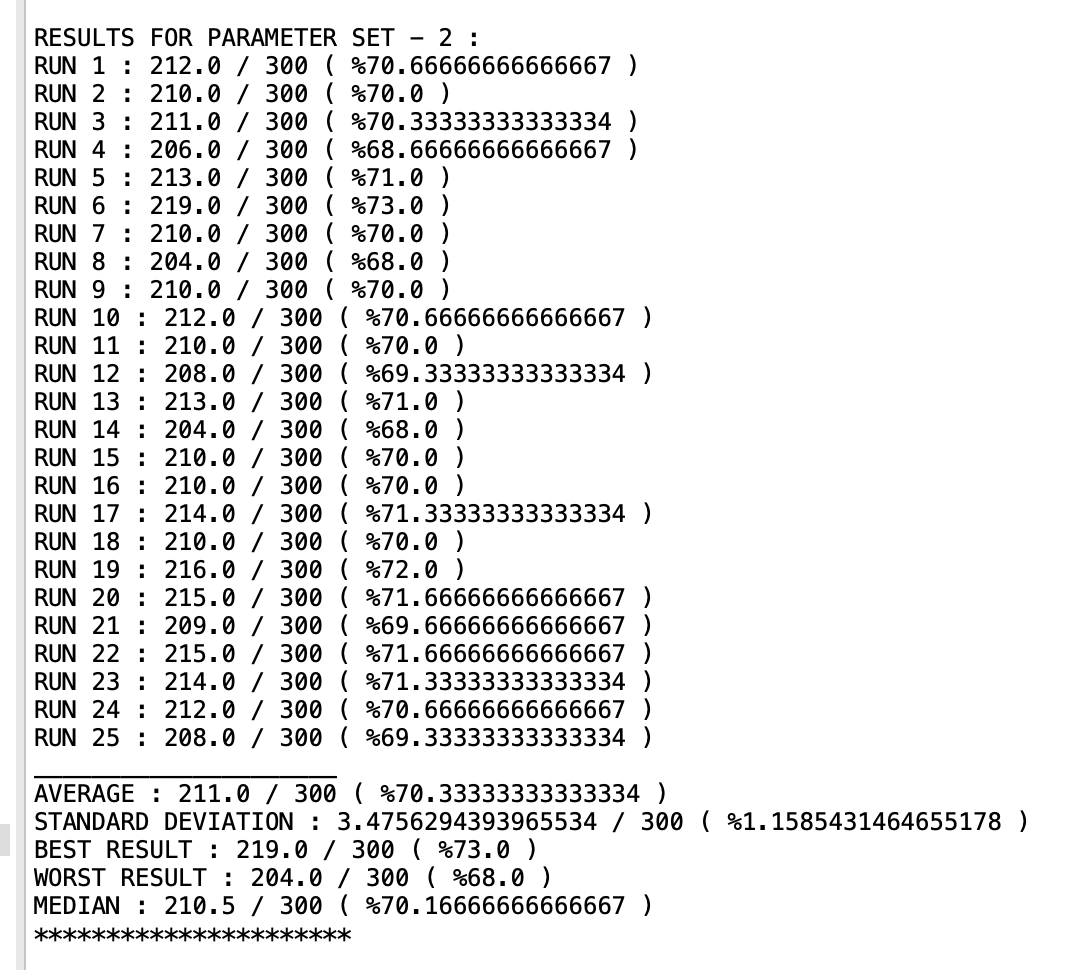 RESULTS FOR PARAMETER SET - 2 :
RUN 1 : 212.0 / 300 ( %70.66666666666667 )
RUN 2 : 210.0 / 300 ( %70.0 )
RUN 3 : 211.0 / 300 ( %70.33333333333334 )
RUN 4 : 206.0 / 300 ( %68.66666666666667 )
RUN 5 : 213.0 / 300 ( %71.0 )
RUN 6 : 219.0 / 300 ( %73.0 )
RUN 7 : 210.0 / 300 ( %70.0 )
RUN 8 : 204.0 / 300 ( %68.0 )
RUN 9 : 210.0 / 300 ( %70.0 )
RUN 10 : 212.0 / 300 ( %70.66666666666667 )
RUN 11 : 210.0 / 300 ( %70.0 )
RUN 12 : 208.0 / 300 ( %69.33333333333334 )
RUN 13 : 213.0 / 300 ( %71.0 )
RUN 14 : 204.0 / 300 ( %68.0 )
RUN 15 : 210.0 / 300 ( %70.0 )
RUN 16 : 210.0 / 300 ( %70.0 )
RUN 17 : 214.0 / 300 ( %71.33333333333334 )
RUN 18 : 210.0 / 300 ( %70.0 )
RUN 19 : 216.0 / 300 ( %72.0 )
RUN 20 : 215.0 / 300 ( %71.66666666666667 )
RUN 21 : 209.0 / 300 ( %69.66666666666667 )
RUN 22 : 215.0 / 300 ( %71.66666666666667 )
RUN 23 : 214.0 / 300 ( %71.33333333333334 )
RUN 24 : 212.0 / 300 ( %70.66666666666667 )
RUN 25 : 208.0 / 300 ( %69.33333333333334 )
_____________________
AVERAGE : 211.0 / 300 ( %70.33333333333334 )
STANDARD DEVIATION : 3.4756294393965534 / 300 ( %1.1585431464655178 )
BEST RESULT : 219.0 / 300 ( %73.0 )
WORST RESULT : 204.0 / 300 ( %68.0 )
MEDIAN : 210.5 / 300 ( %70.16666666666667 )
**********************